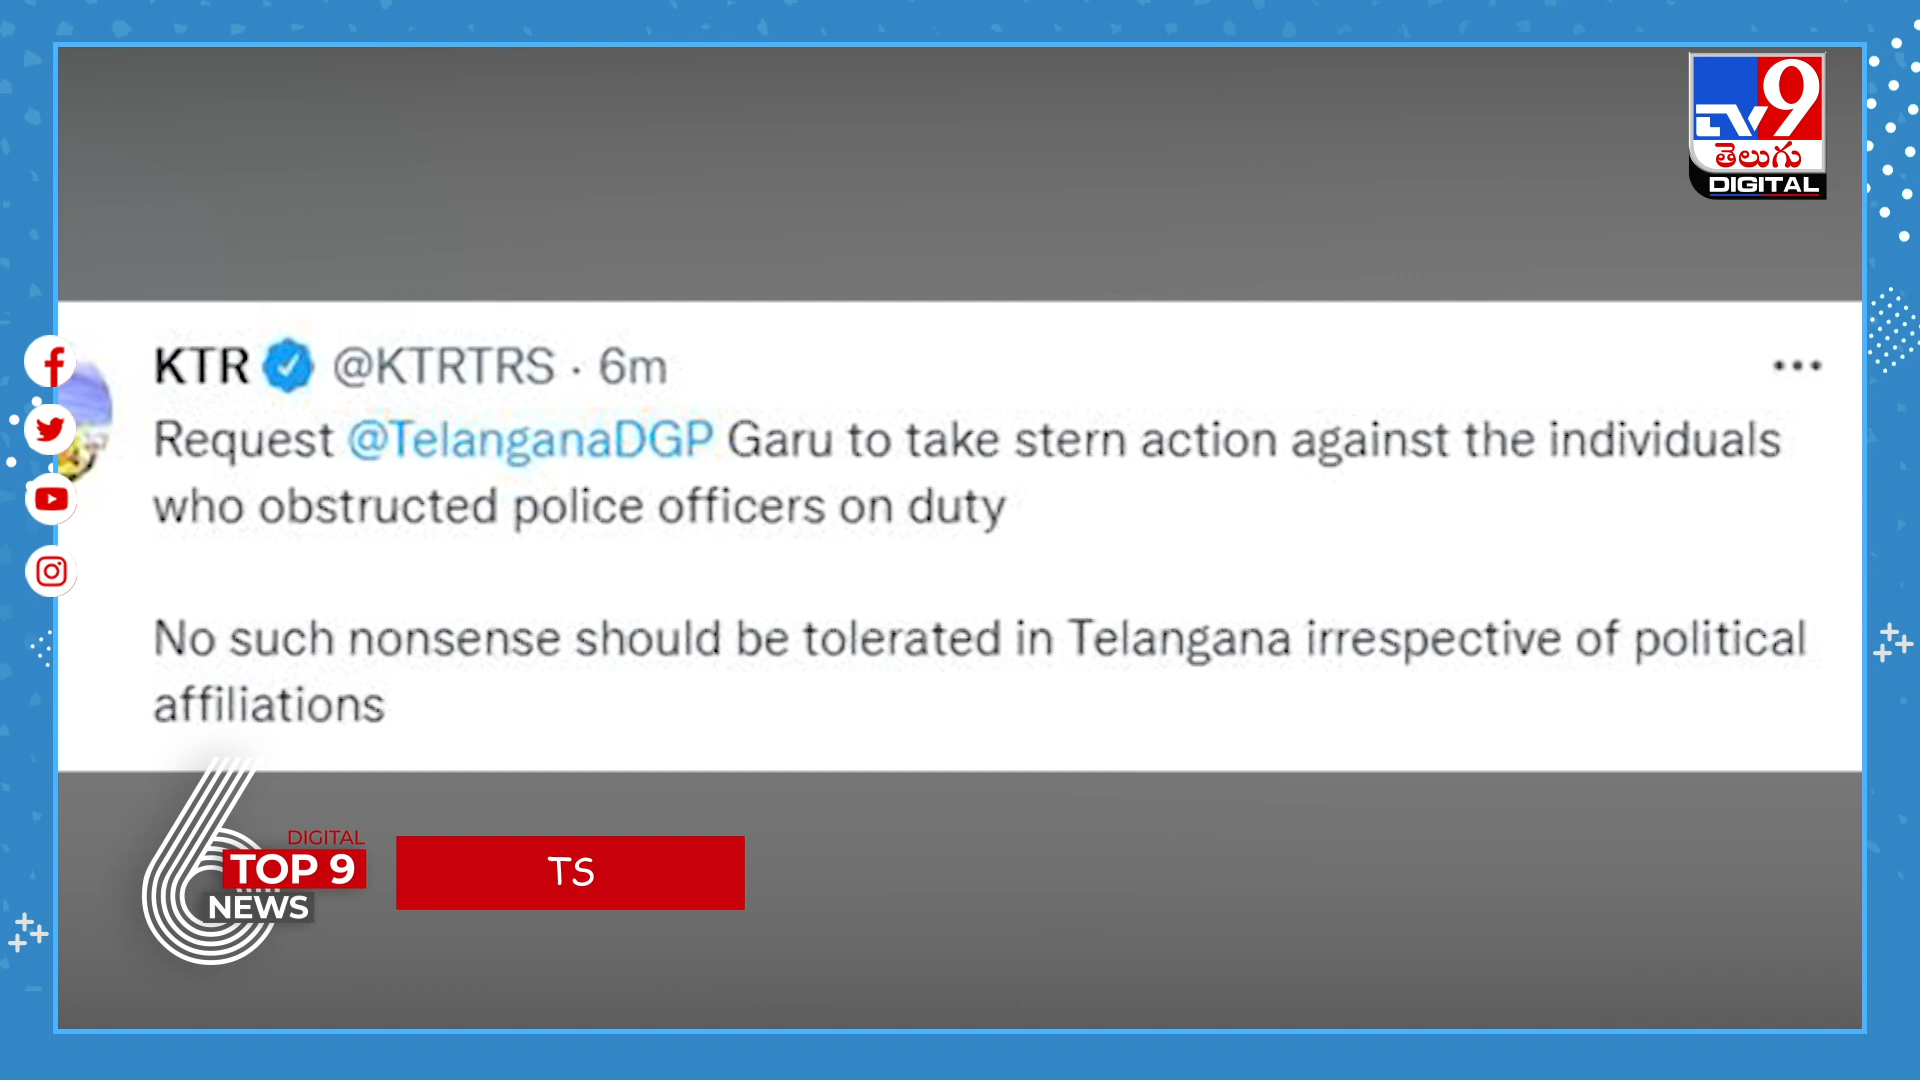 TV9
తెలుగు
DIGITAL
KTR @KTRTRS · 6m
Request @TelanganaDGP Garu to take stern action against the individuals
who obstructed police officers on duty
No such nonsense should be tolerated in Telangana irrespective of political
affiliations
6
DIGITAL
TOP 9
NEWS
TS